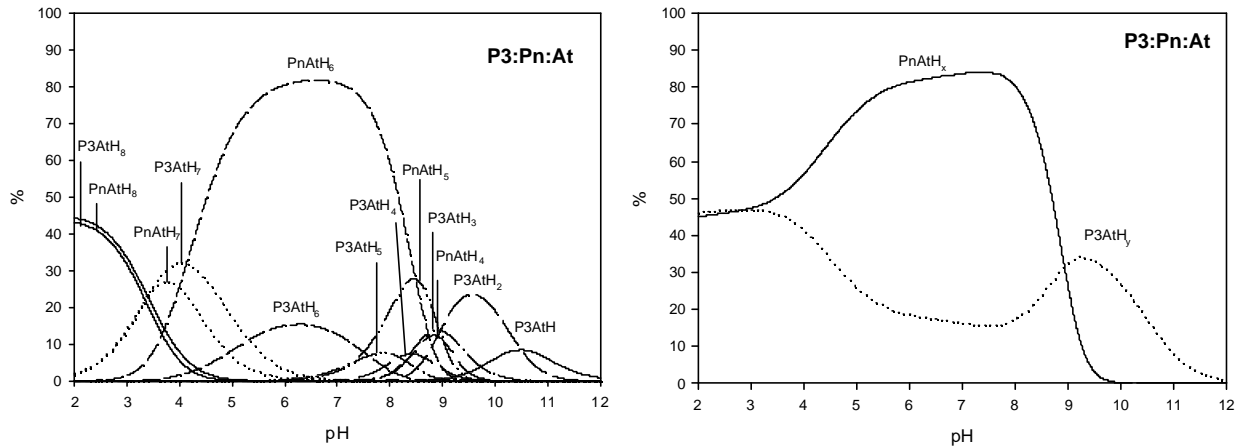 P3:Pn:At
100
90
80
70
60
50
40
30
20
10
0
%
PnAtH₆
P3AtH₈
PnAtH₈
P3AtH₇
PnAtH₇
PnAtH₅
P3AtH₄
P3AtH₃
P3AtH₅
PnAtH₄
P3AtH₂
P3AtH₆
P3AtH
2 3 4 5 6 7 8 9 10 11 12
pH
P3:Pn:At
100
90
80
70
60
50
40
30
20
10
0
%
PnAtHₓ
P3AtHy
2 3 4 5 6 7 8 9 10 11 12
pH